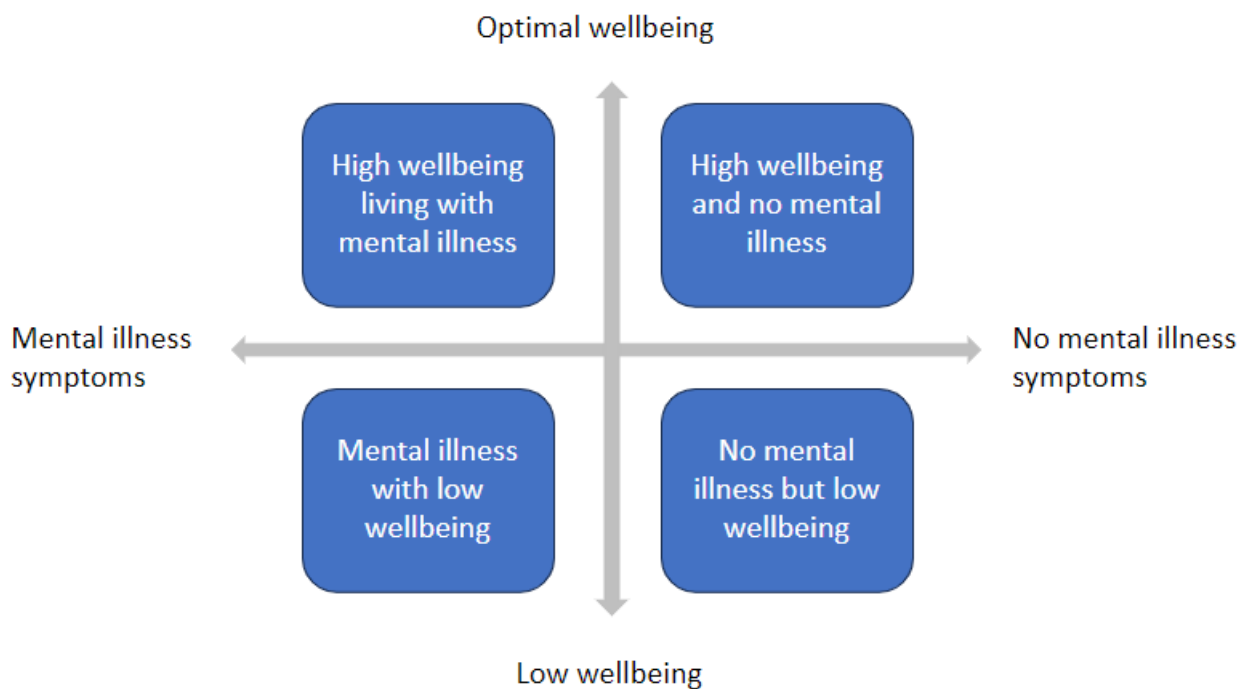 Optimal wellbeing
High wellbeing
living with
mental illness
High wellbeing
and no mental
illness
Mental illness
symptoms
No mental illness
symptoms
Mental illness
with low
wellbeing
No mental
illness but low
wellbeing
Low wellbeing